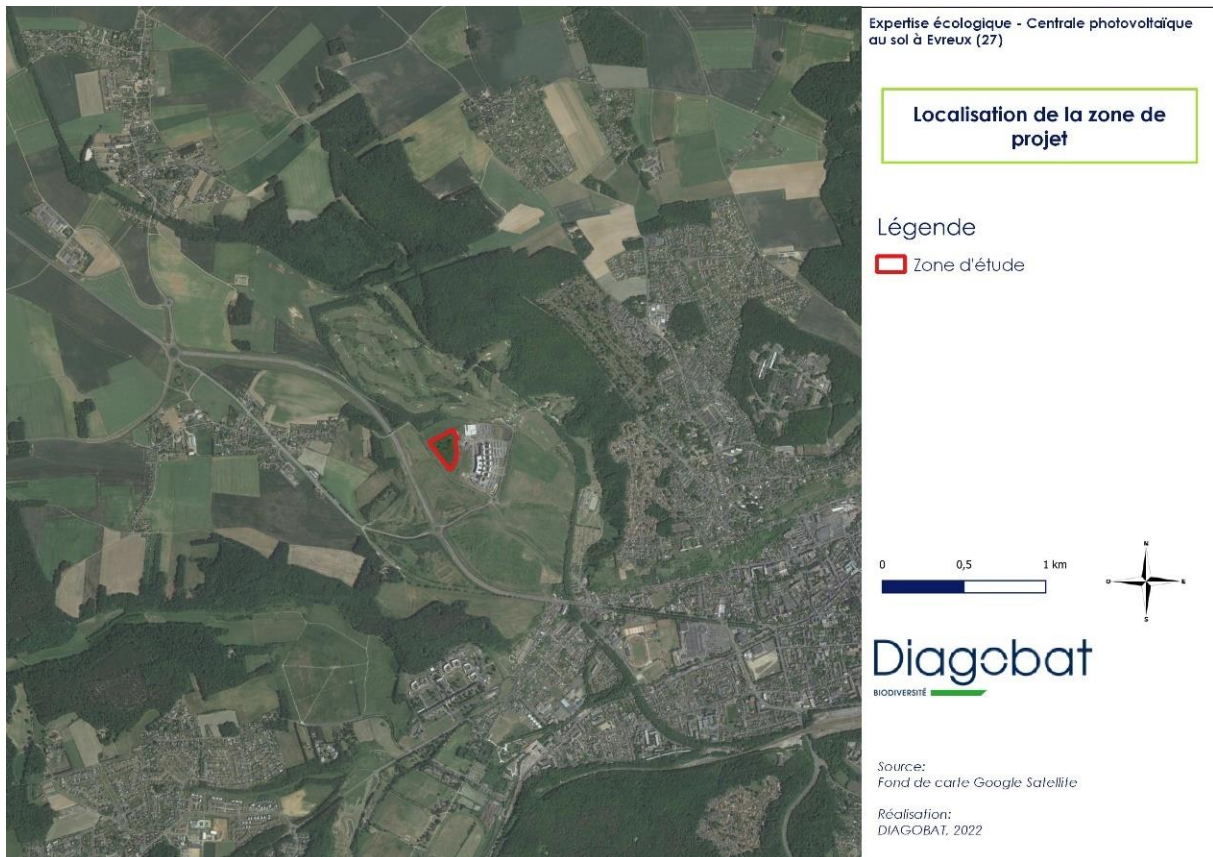 Expertise écologique - Centrale photovoltaïque
au sol à Evreux (27)
Localisation de la zone de
projet
Légende
Zone d'étude
0 0,5 1 km
N
O E
S
Diagobat
BIODIVERSITÉ
Source:
Fond de carte Google Satellite
Réalisation:
DIAGOBAT, 2022